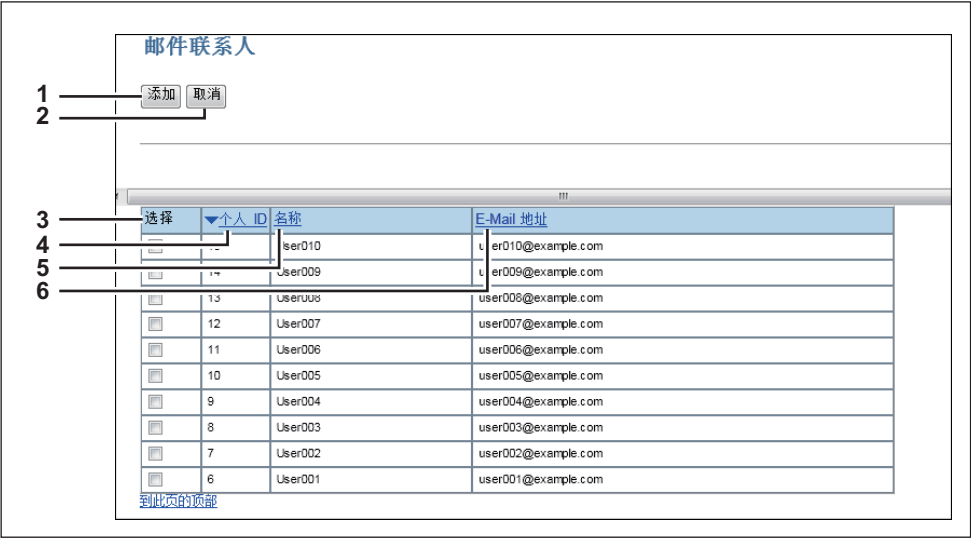 邮件联系人
1 添加 取消
2
3 选择 ▼个人 ID 名称 E-Mail 地址
4 User010 user010@example.com
5 14 User009 user009@example.com
6
13 User008 user008@example.com
12 User007 user007@example.com
11 User006 user006@example.com
10 User005 user005@example.com
9 User004 user004@example.com
8 User003 user003@example.com
7 User002 user002@example.com
6 User001 user001@example.com
到此页的顶部